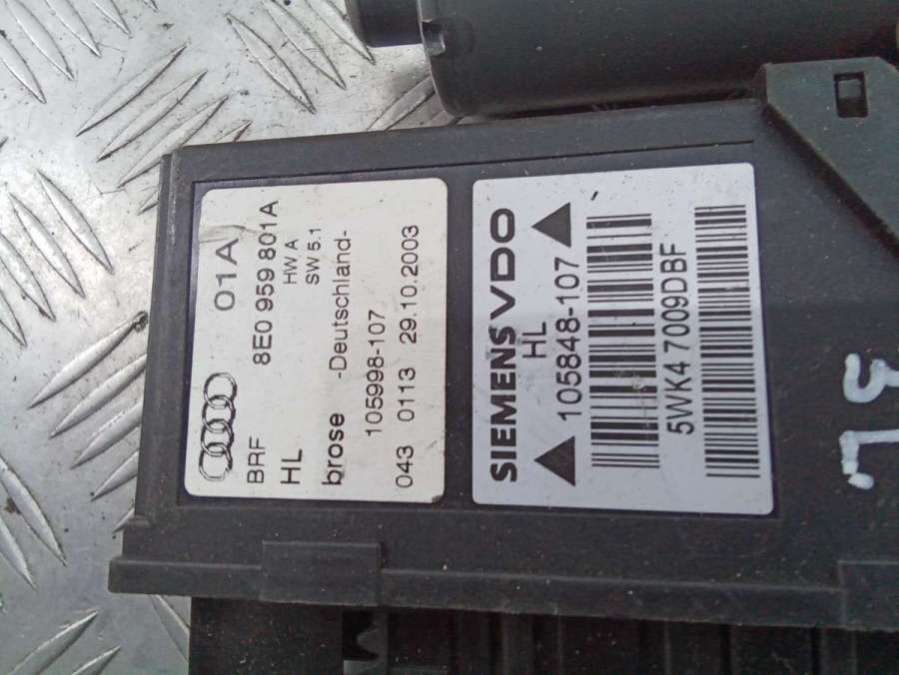 01A
8E0 959 801A
BRF HW A
HL SW 5.1
brose -Deutschland-
105998-107
043 0113 29.10.2003
SIEMENS VDO
HL
105848-107
5WK4 7009DBF